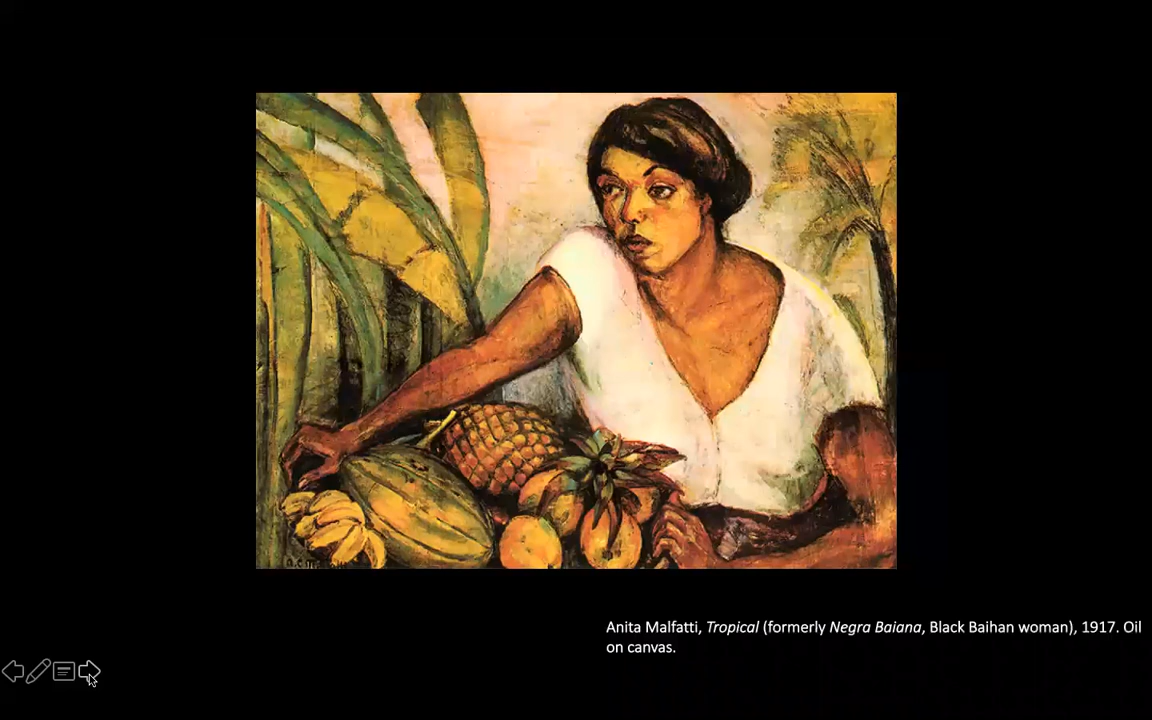 Anita Malfatti, Tropical (formerly Negra Baiana, Black Baihan woman), 1917. Oil
on canvas.